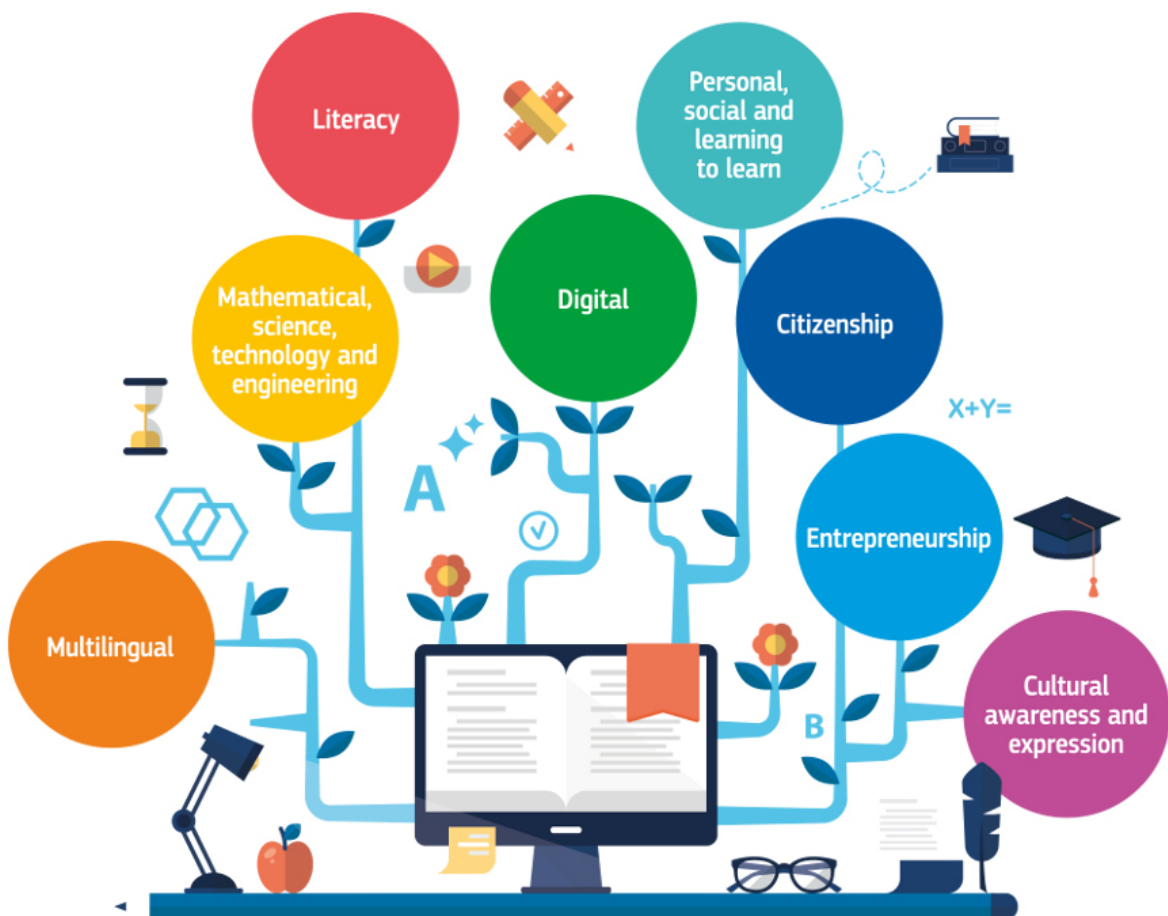 Literacy
Personal,
social and
learning
to learn
Mathematical,
science,
technology and
engineering
Digital
Citizenship
X+Y=
A
Entrepreneurship
Multilingual
B
Cultural
awareness and
expression